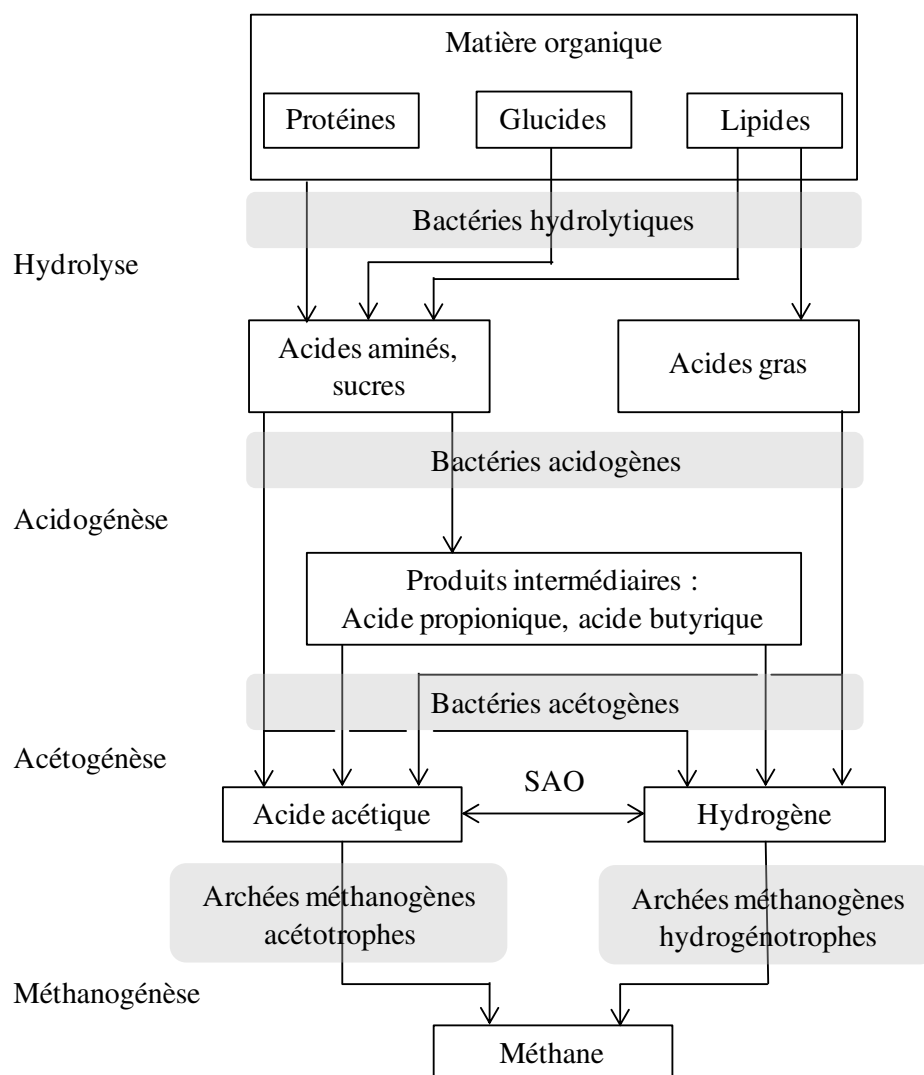 Matière organique
Protéines
Glucides
Lipides
Bactéries hydrolytiques
Hydrolyse
Acides aminés,
sucres
Acides gras
Bactéries acidogènes
Acidogénèse
Produits intermédiaires :
Acide propionique, acide butyrique
Bactéries acétogènes
Acétogénèse
SAO
Acide acétique
Hydrogène
Archées méthanogènes
acétotrophes
Archées méthanogènes
hydrogénotrophes
Méthanogénèse
Méthane